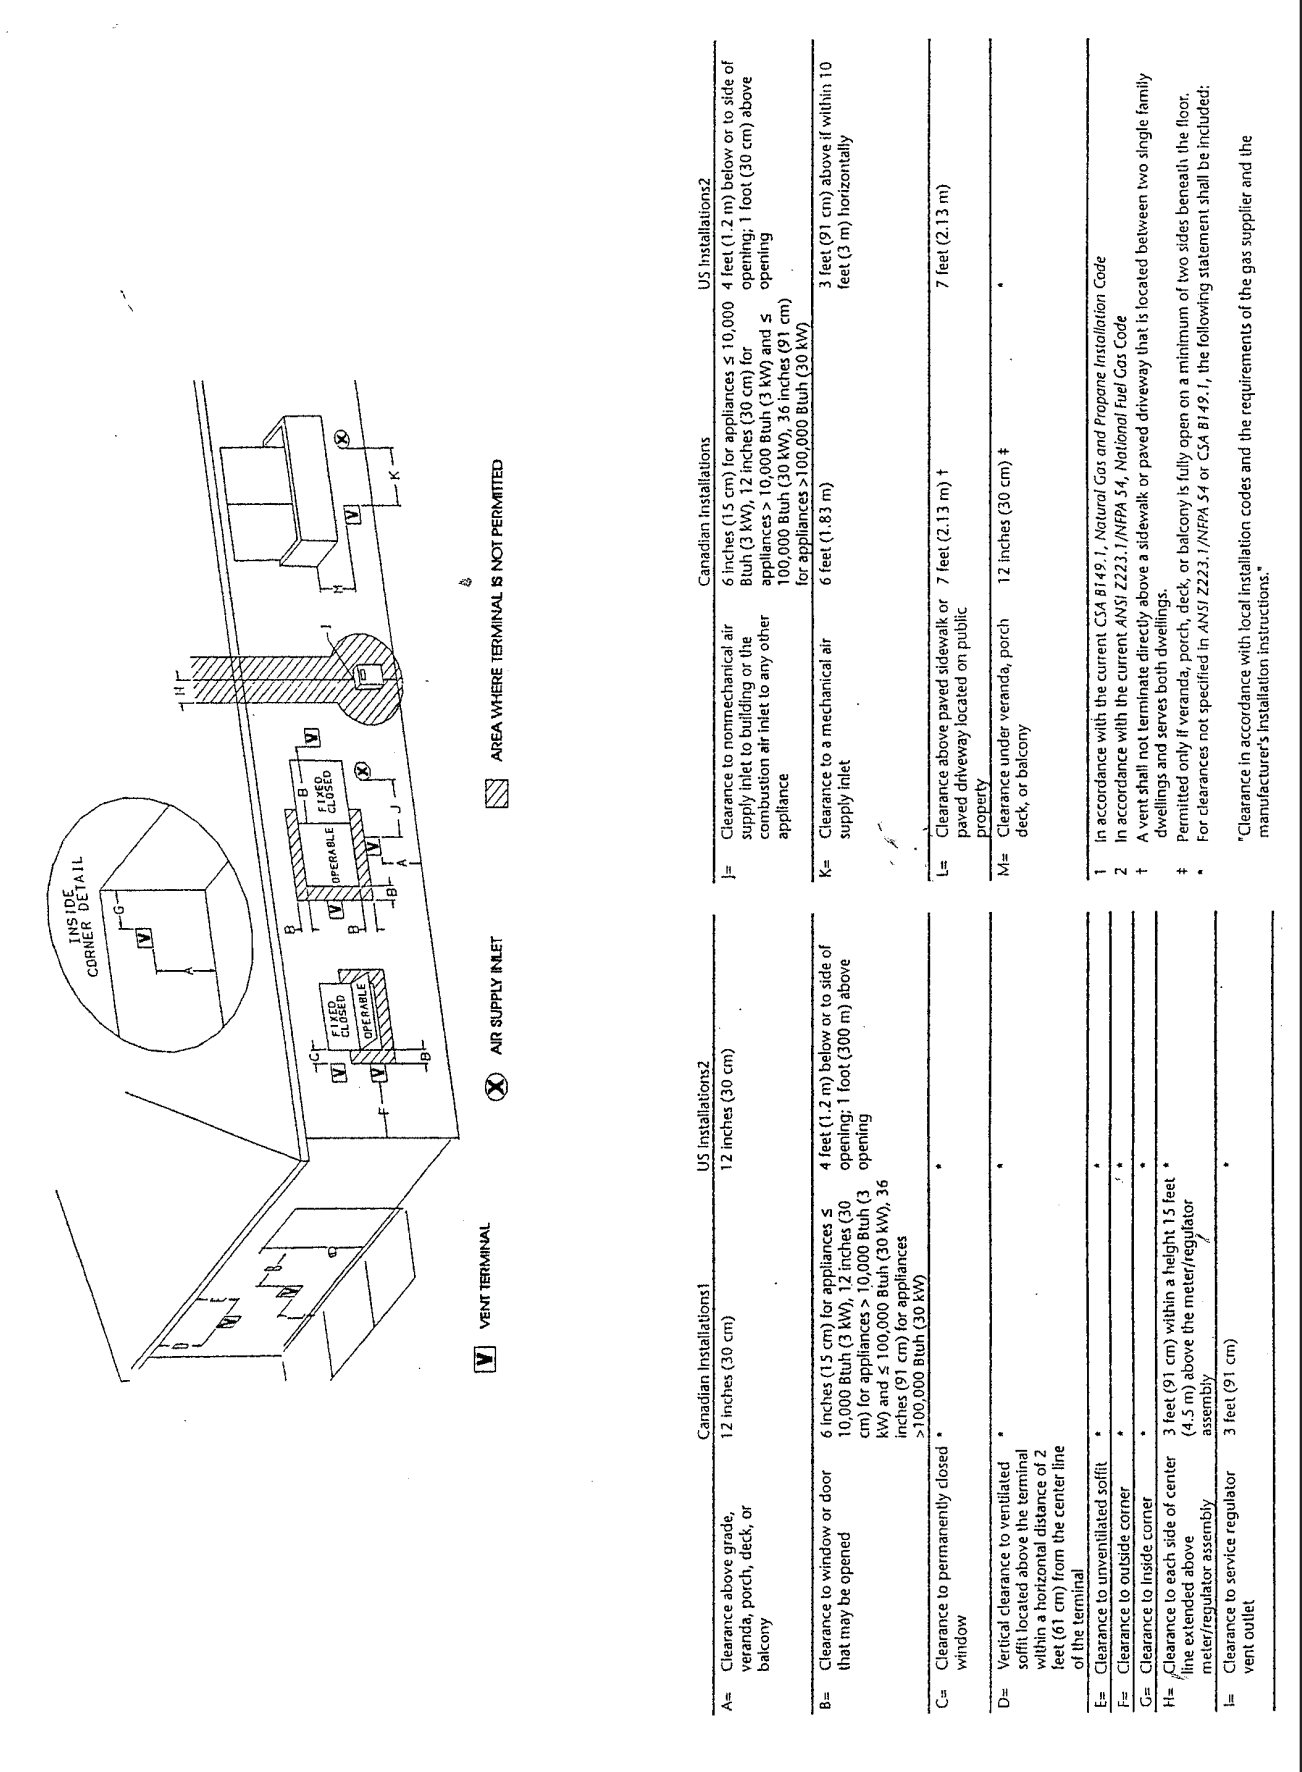 INSIDE
CORNER DETAIL
G
V
A
D
E
V
B
V
L
C
V
FIXED
CLOSED
V
OPERABLE
F
B
B
V
B
B
FIXED
CLOSED
OPERABLE
V
V
B
A
J
X
H
I
M
V
K
X
V VENT TERMINAL
X AIR SUPPLY INLET
AREA WHERE TERMINAL IS NOT PERMITTED
Canadian Installations1 US Installations2
A= Clearance above grade, 12 inches (30 cm) 12 inches (30 cm)
veranda, porch, deck, or
balcony
B= Clearance to window or door 6 inches (15 cm) for appliances ≤ 4 feet (1.2 m) below or to side of
that may be opened 10,000 Btuh (3 kW), 12 inches (30 opening; 1 foot (300 m) above
cm) for appliances > 10,000 Btuh (3 opening
kW) and ≤ 100,000 Btuh (30 kW), 36
inches (91 cm) for appliances
>100,000 Btuh (30 kW)
C= Clearance to permanently closed * *
window
D= Vertical clearance to ventilated * *
soffit located above the terminal
within a horizontal distance of 2
feet (61 cm) from the center line
of the terminal
E= Clearance to unventilated soffit * *
F= Clearance to outside corner * *
G= Clearance to Inside corner * *
H= Clearance to each side of center 3 feet (91 cm) within a height 15 feet *
line extended above (4.5 m) above the meter/regulator
meter/regulator assembly assembly
I= Clearance to service regulator 3 feet (91 cm) *
vent outlet
Canadian Installations US Installations2
J= Clearance to nonmechanical air 6 inches (15 cm) for appliances ≤ 10,000 4 feet (1.2 m) below or to side of
supply inlet to building or the Btuh (3 kW), 12 inches (30 cm) for opening; 1 foot (30 cm) above
combustion air inlet to any other appliances > 10,000 Btuh (3 kW) and ≤ opening
appliance 100,000 Btuh (30 kW), 36 inches (91 cm)
for appliances >100,000 Btuh (30 kW)
K= Clearance to a mechanical air 6 feet (1.83 m) 3 feet (91 cm) above if within 10
supply inlet feet (3 m) horizontally
L= Clearance above paved sidewalk or 7 feet (2.13 m) † 7 feet (2.13 m)
paved driveway located on public
property
M= Clearance under veranda, porch 12 inches (30 cm) ‡ *
deck, or balcony
1 In accordance with the current CSA B149.1, Natural Gas and Propane Installation Code
2 In accordance with the current ANSI Z223.1/NFPA 54, National Fuel Gas Code
† A vent shall not terminate directly above a sidewalk or paved driveway that is located between two single family
dwellings and serves both dwellings.
‡ Permitted only if veranda, porch, deck, or balcony is fully open on a minimum of two sides beneath the floor.
* For clearances not specified in ANSI Z223.1/NFPA 54 or CSA B149.1, the following statement shall be included:
"Clearance in accordance with local installation codes and the requirements of the gas supplier and the
manufacturer's installation instructions."